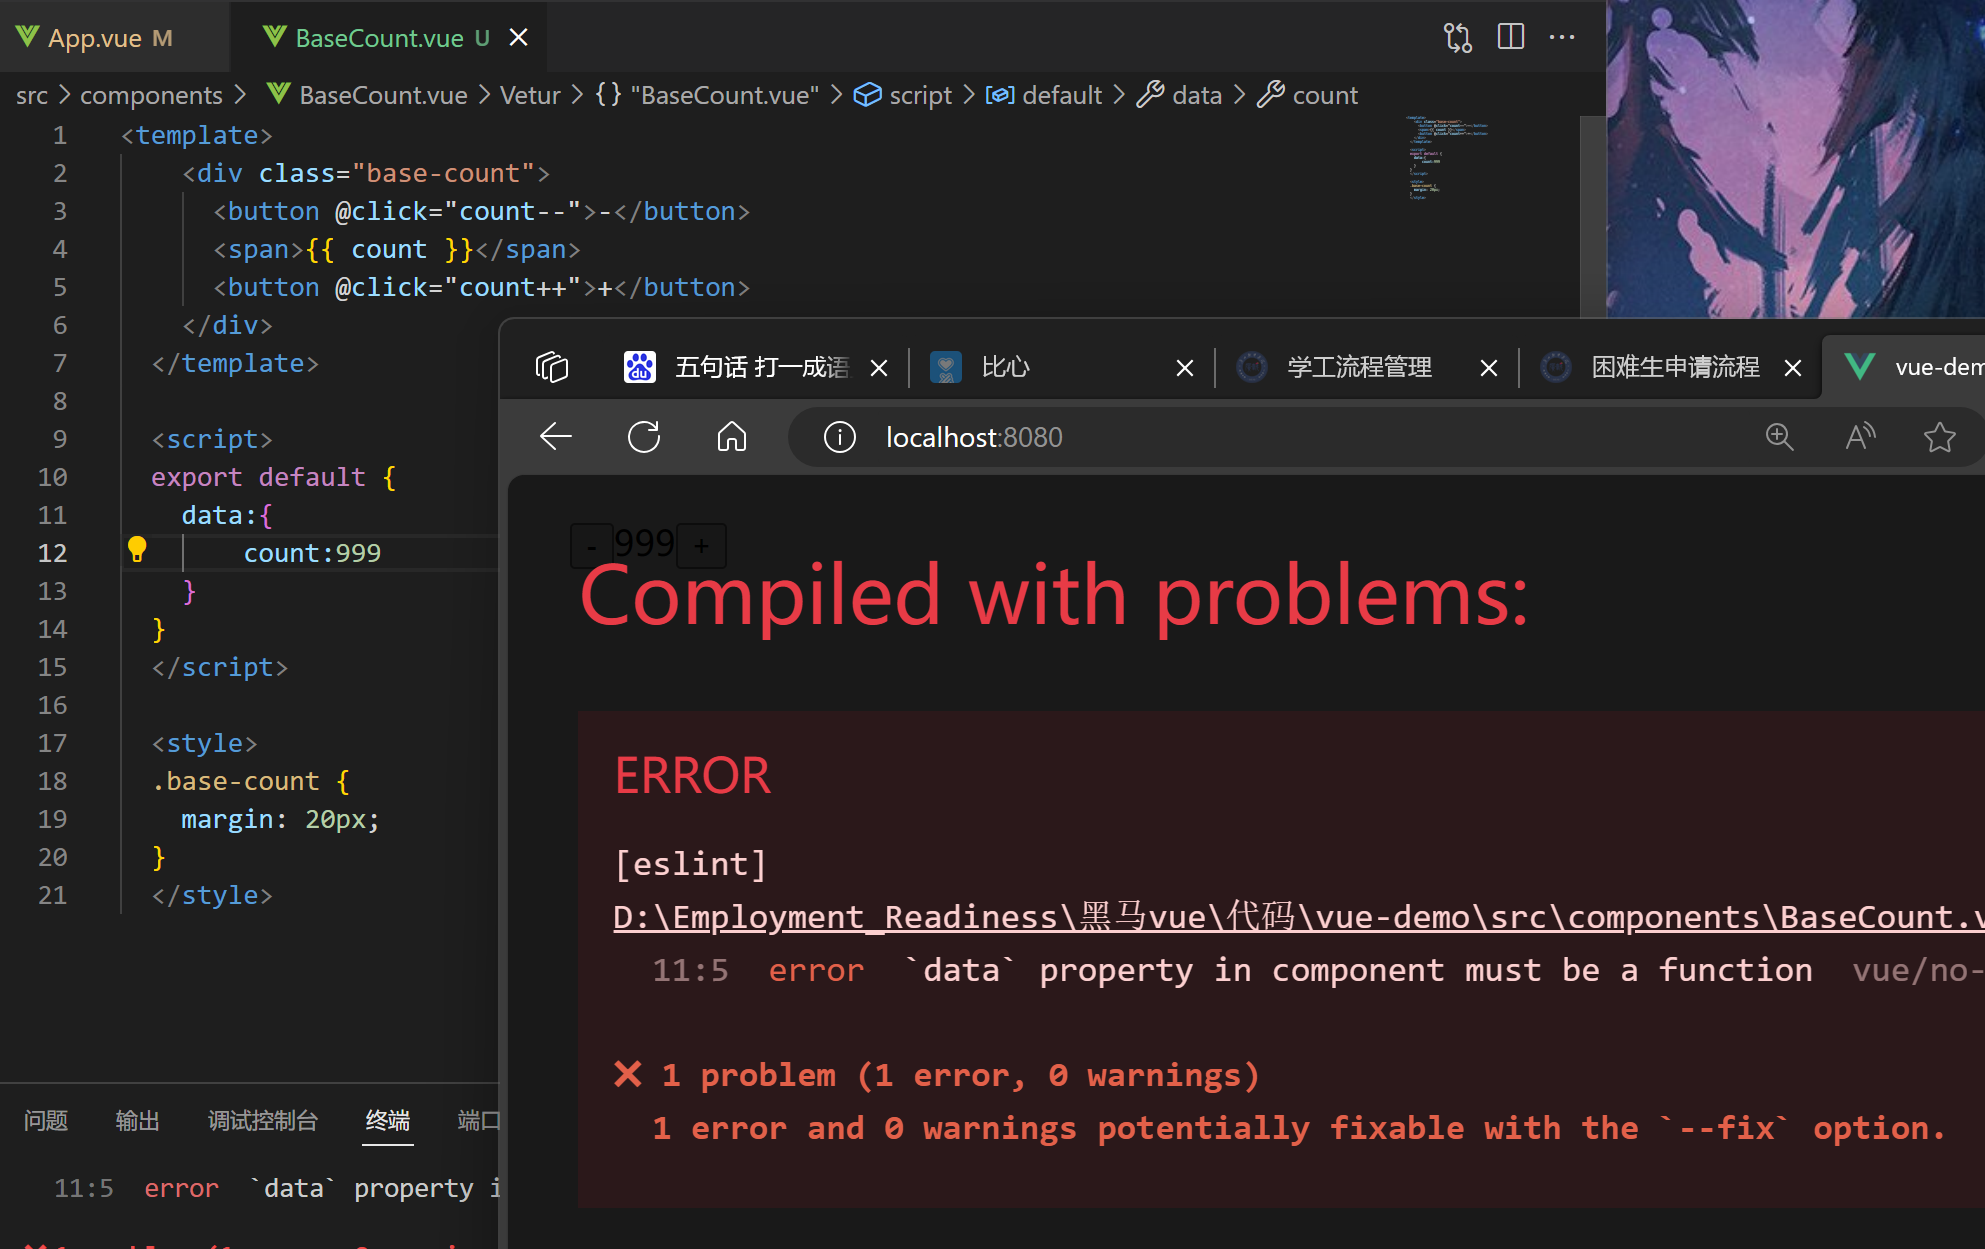 App.vue M
BaseCount.vue U
src > components > BaseCount.vue > Vetur > {} "BaseCount.vue" > script > default > data > count
1 <template>
2 <div class="base-count">
3 <button @click="count--">-</button>
4 <span>{{ count }}</span>
5 <button @click="count++">+</button>
6 </div>
7 </template>
8
9 <script>
10 export default {
11 data:{
12 count:999
13 }
14 }
15 </script>
16
17 <style>
18 .base-count {
19 margin: 20px;
20 }
21 </style>
问题 输出 调试控制台 终端 端口
11:5 error `data` property i
五句话 打一成语
比心
学工流程管理
困难生申请流程
vue-dem
localhost:8080
- 999 +
Compiled with problems:
ERROR
[eslint]
D:\Employment_Readiness\黑马vue\代码\vue-demo\src\components\BaseCount.v
11:5 error `data` property in component must be a function vue/no-
✖ 1 problem (1 error, 0 warnings)
1 error and 0 warnings potentially fixable with the `--fix` option.